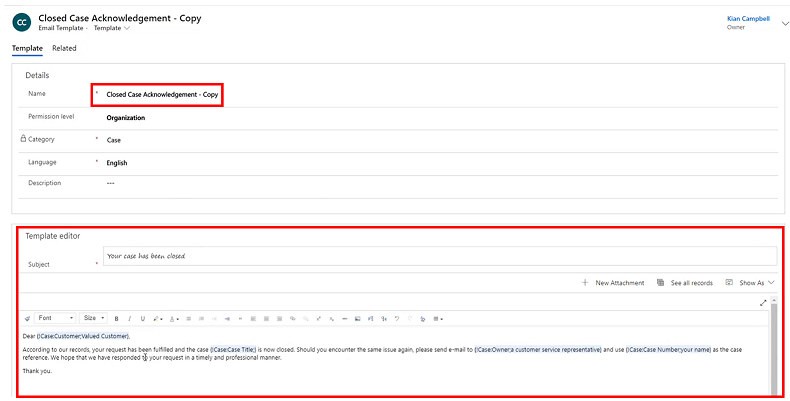 CC
Closed Case Acknowledgement - Copy
Email Template · Template
Kian Campbell
Owner
Template Related
Details
Name * Closed Case Acknowledgement - Copy
Permission level Organization
Category * Case
Language * English
Description ---
Template editor
Subject * Your case has been closed
New Attachment See all records Show As
Font Size B I U
Dear {!Case:Customer;Valued Customer},
According to our records, your request has been fulfilled and the case {!Case:Case Title;} is now closed. Should you encounter the same issue again, please send e-mail to {!Case:Owner;a customer service representative} and use {!Case:Case Number;your name} as the case
reference. We hope that we have responded to your request in a timely and professional manner.
Thank you.